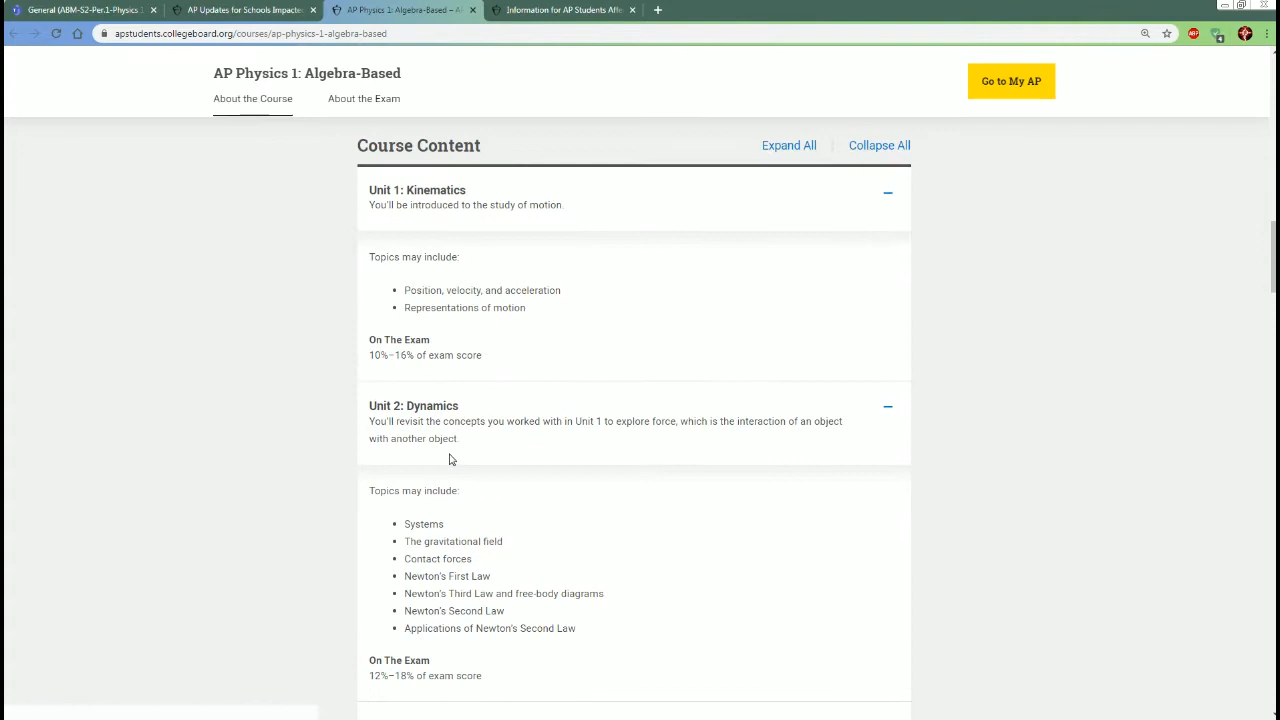 General (ABM-S2-Per.1-Physics 1
AP Updates for Schools Impacted
AP Physics 1: Algebra-Based – A
Information for AP Students Affe
apstudents.collegeboard.org/courses/ap-physics-1-algebra-based
ABP
4
AP Physics 1: Algebra-Based
Go to My AP
About the Course
About the Exam
Course Content
Expand All
Collapse All
Unit 1: Kinematics
You'll be introduced to the study of motion.
Topics may include:
• Position, velocity, and acceleration
• Representations of motion
On The Exam
10%–16% of exam score
Unit 2: Dynamics
You'll revisit the concepts you worked with in Unit 1 to explore force, which is the interaction of an object
with another object.
Topics may include:
• Systems
• The gravitational field
• Contact forces
• Newton's First Law
• Newton's Third Law and free-body diagrams
• Newton's Second Law
• Applications of Newton's Second Law
On The Exam
12%–18% of exam score